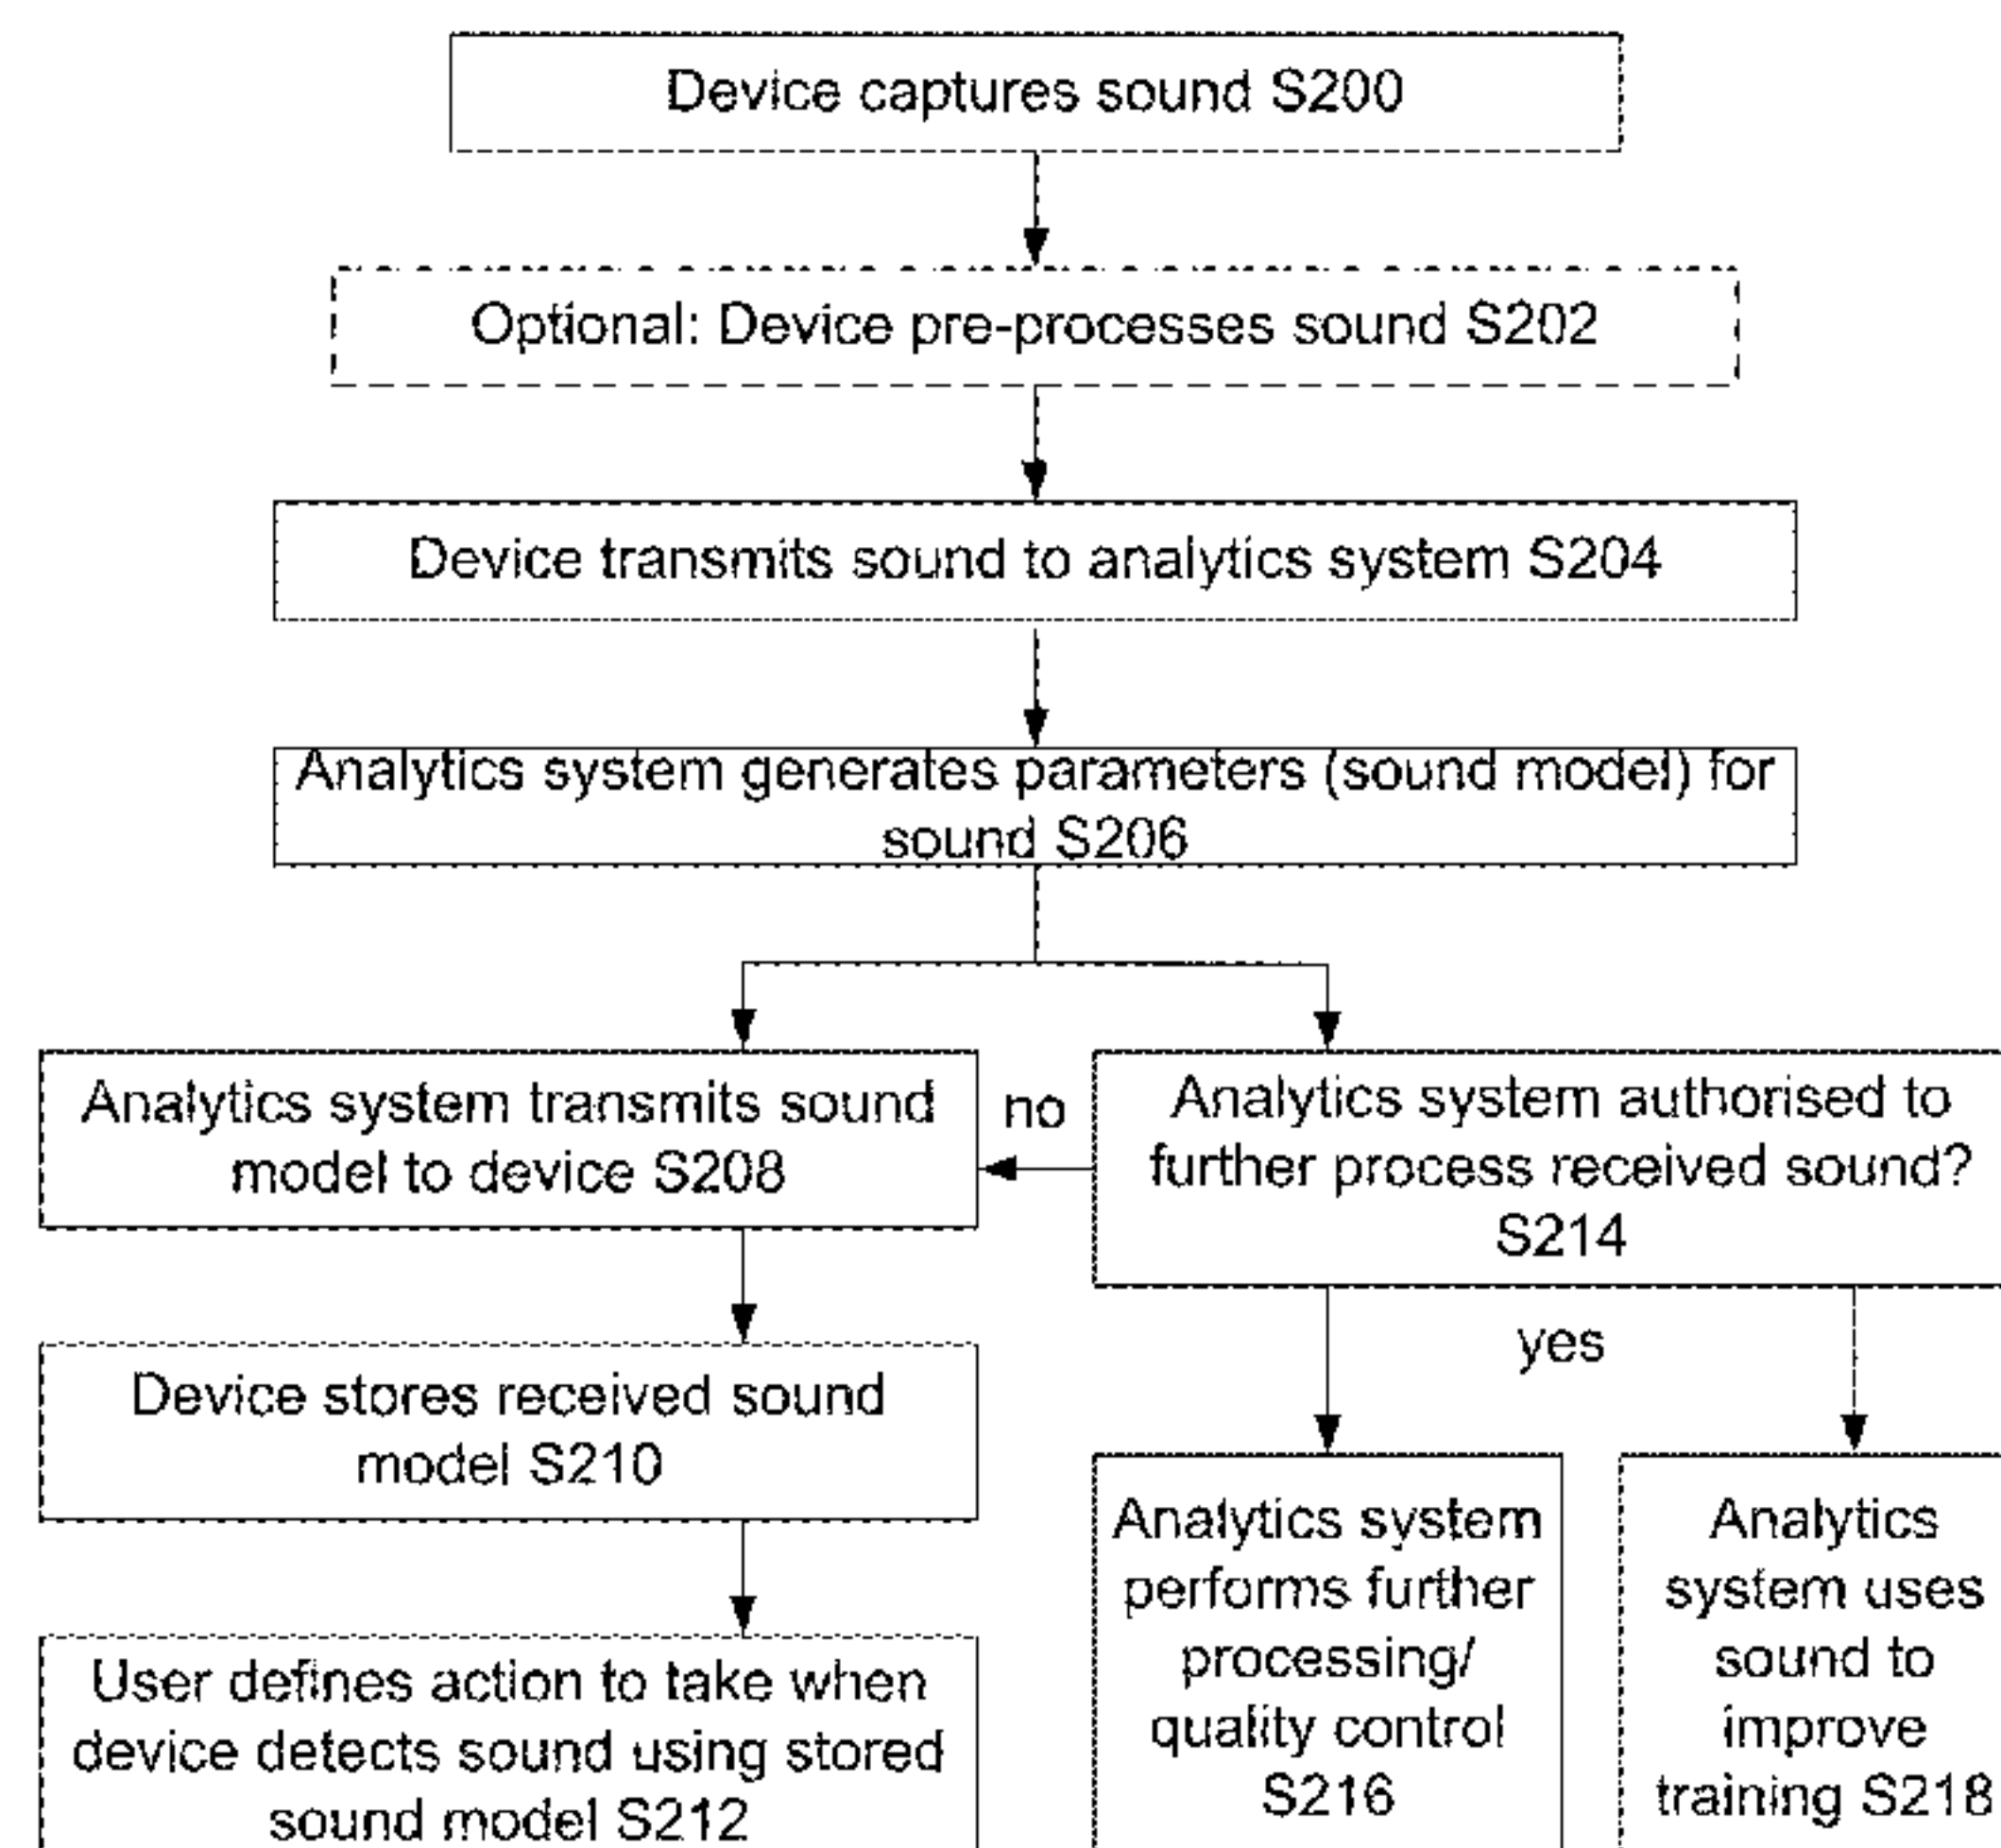 Device captures sound S200
Optional: Device pre-processes sound S202
Device transmits sound to analytics system S204
Analytics system generates parameters (sound model) for
sound S206
Analytics system transmits sound
model to device S208
no
Analytics system authorised to
further process received sound?
S214
Device stores received sound
model S210
yes
User defines action to take when
device detects sound using stored
sound model S212
Analytics system
performs further
processing/
quality control
S216
Analytics
system uses
sound to
improve
training S218